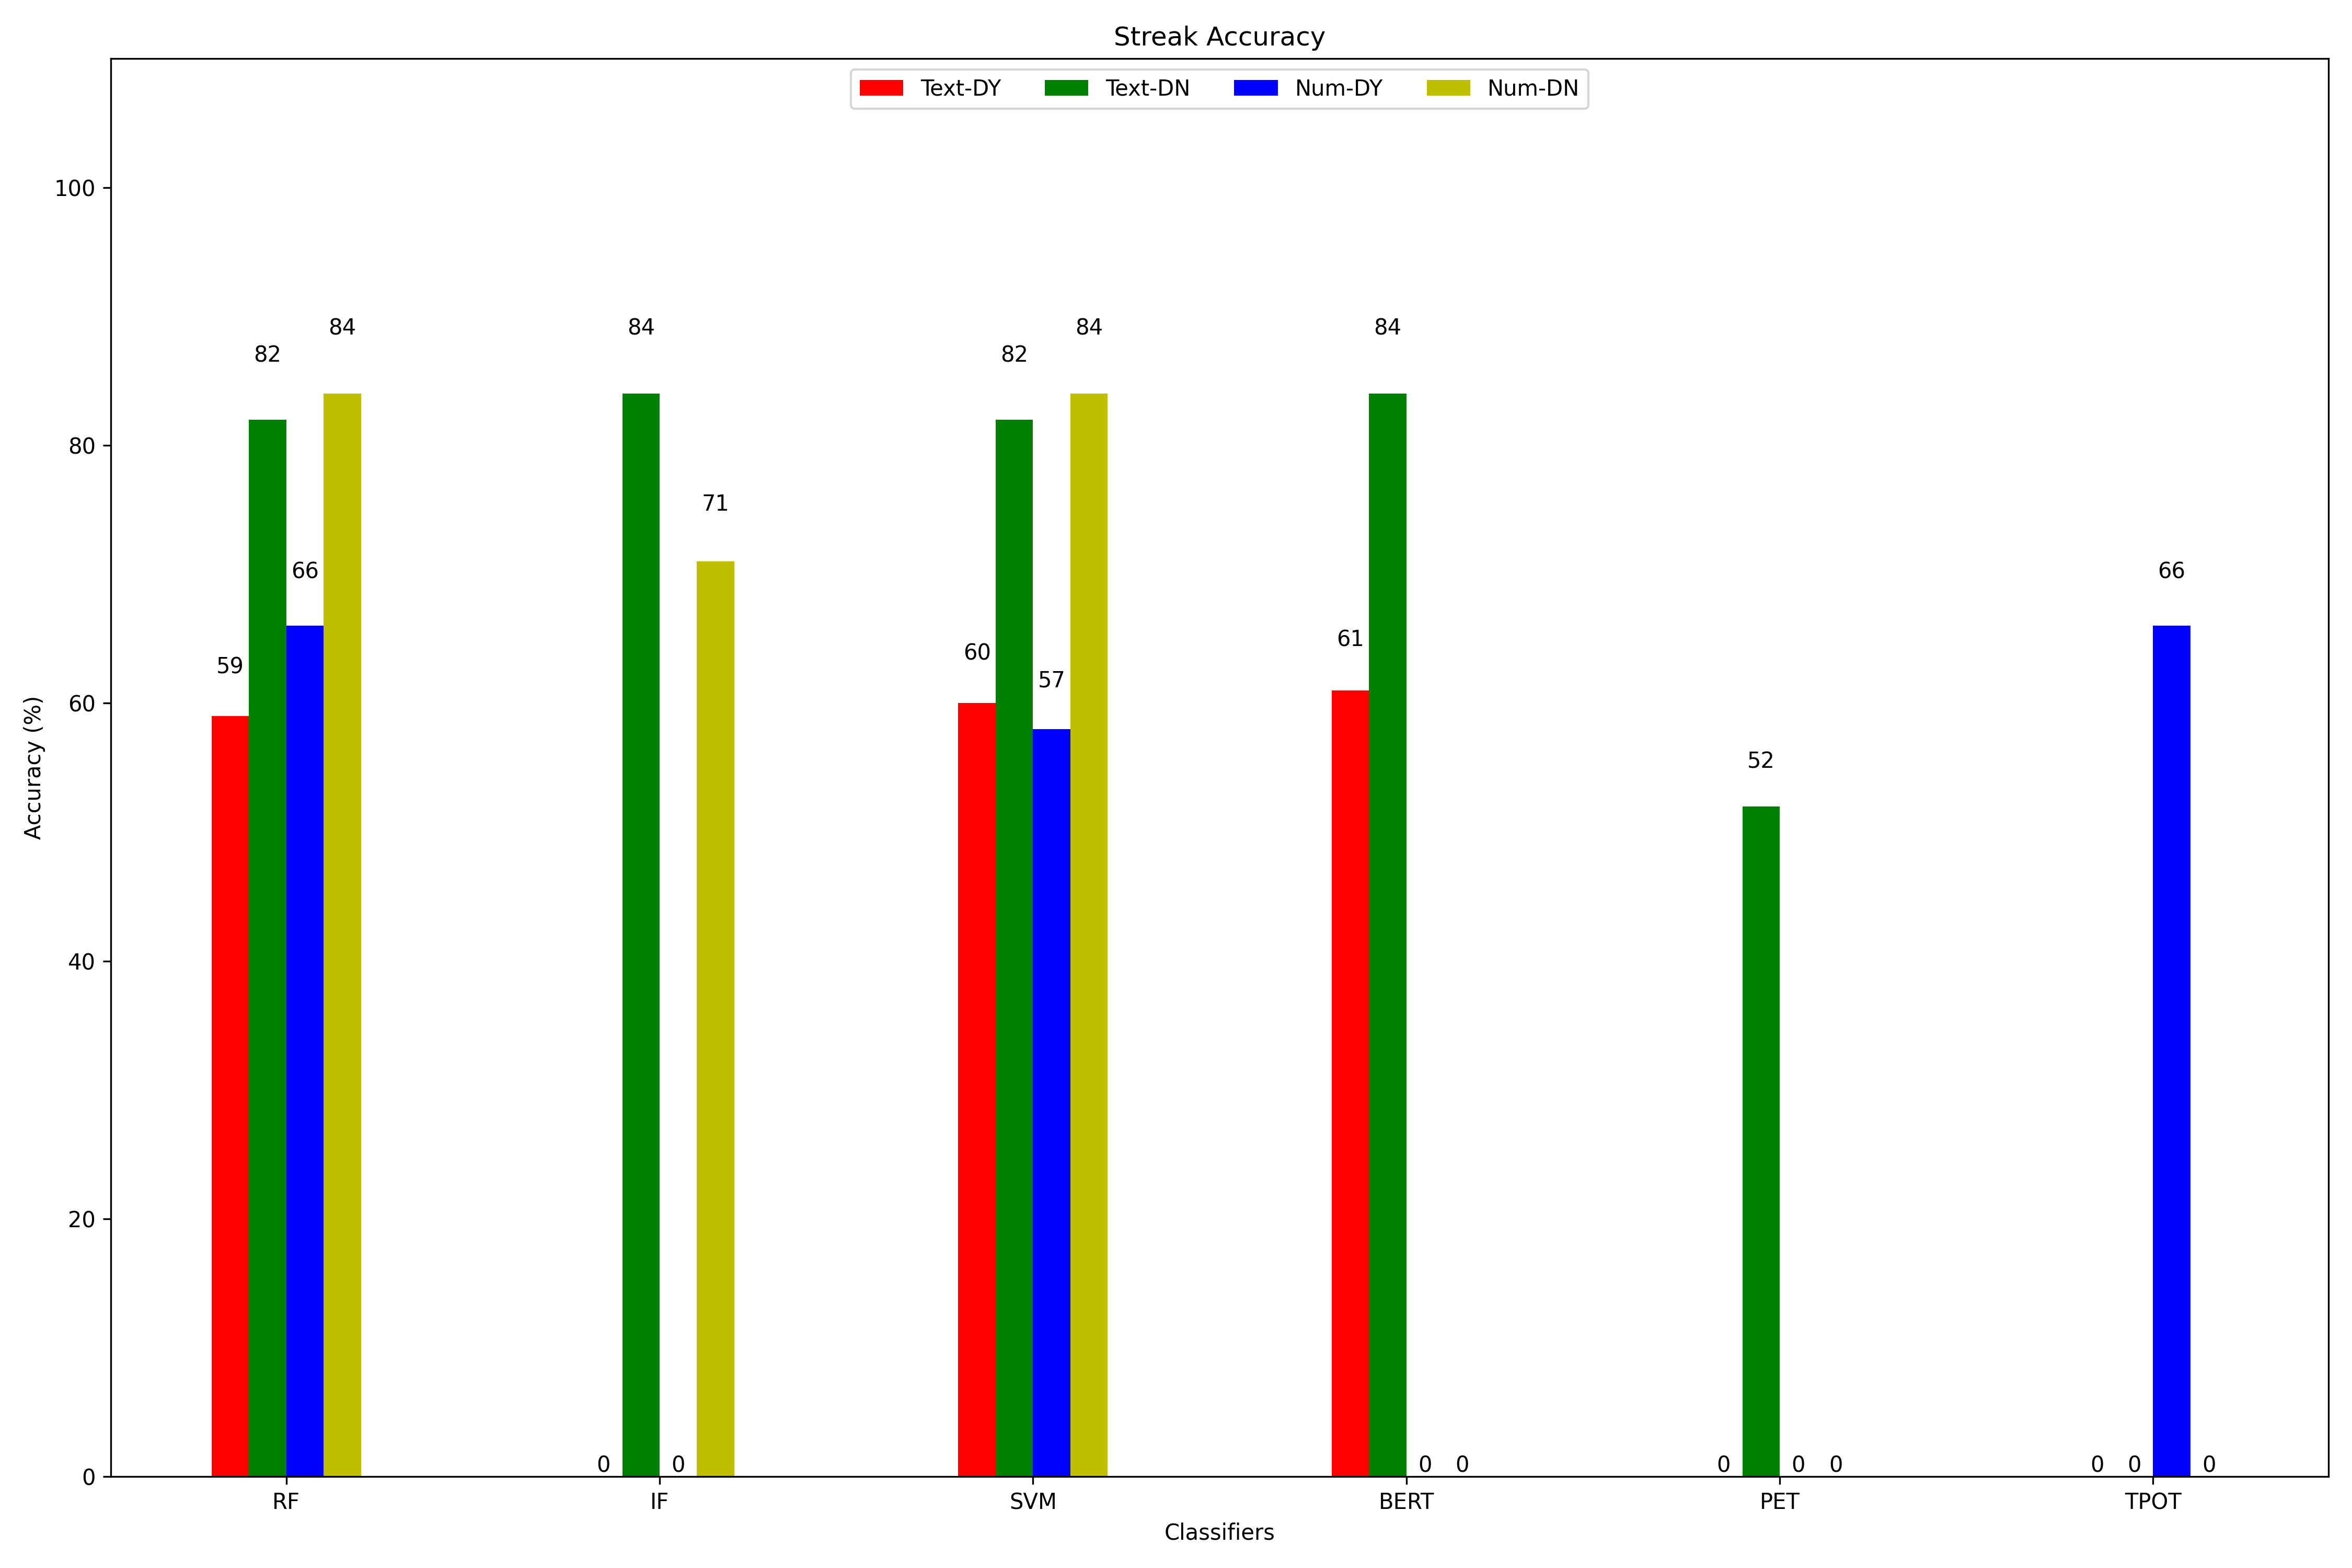 Streak Accuracy
Text-DY Text-DN Num-DY Num-DN
100
80
60
40
20
0
Accuracy (%)
59 82 66 84
0 84 0 71
60 82 57 84
61 84 0 0
0 52 0 0
0 0 66 0
RF IF SVM BERT PET TPOT
Classifiers